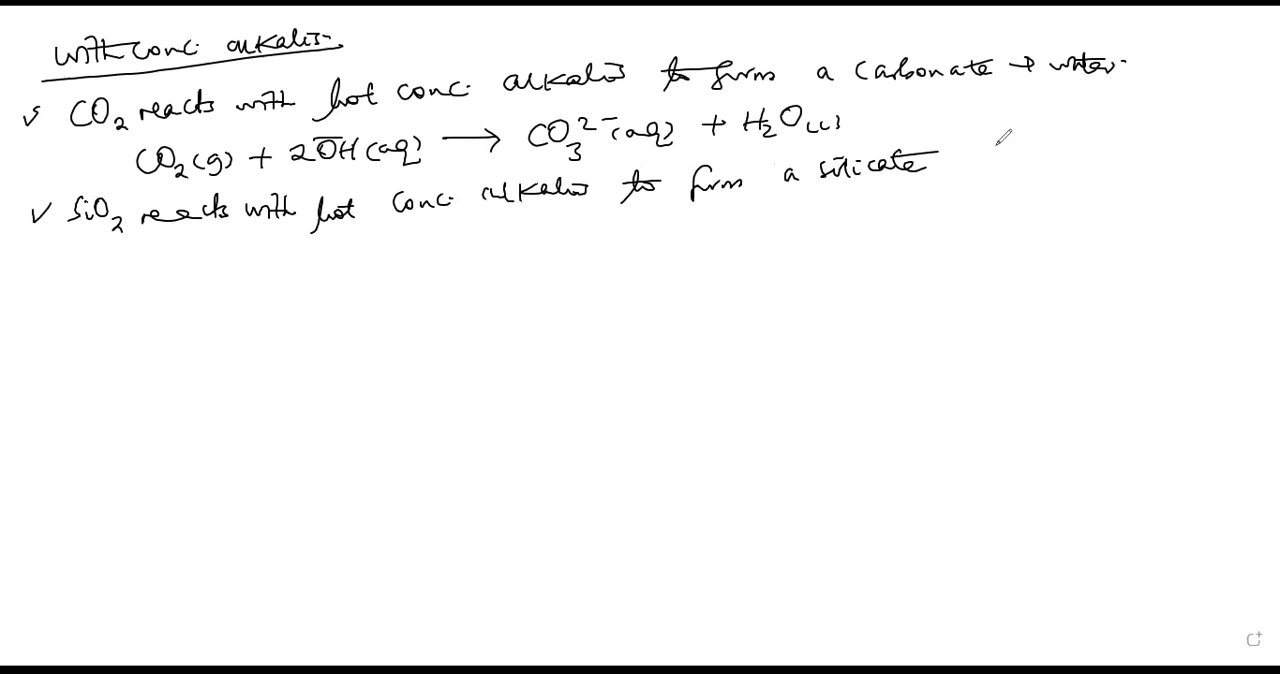 With conc. alkalis.
✓ CO₂ reacts with hot conc. alkalis to form a carbonate → water.
CO₂(g) + 2OH⁻(aq) ⟶ CO₃²⁻(aq) + H₂O(l)
✓ SiO₂ reacts with hot conc. alkalis to form a silicate